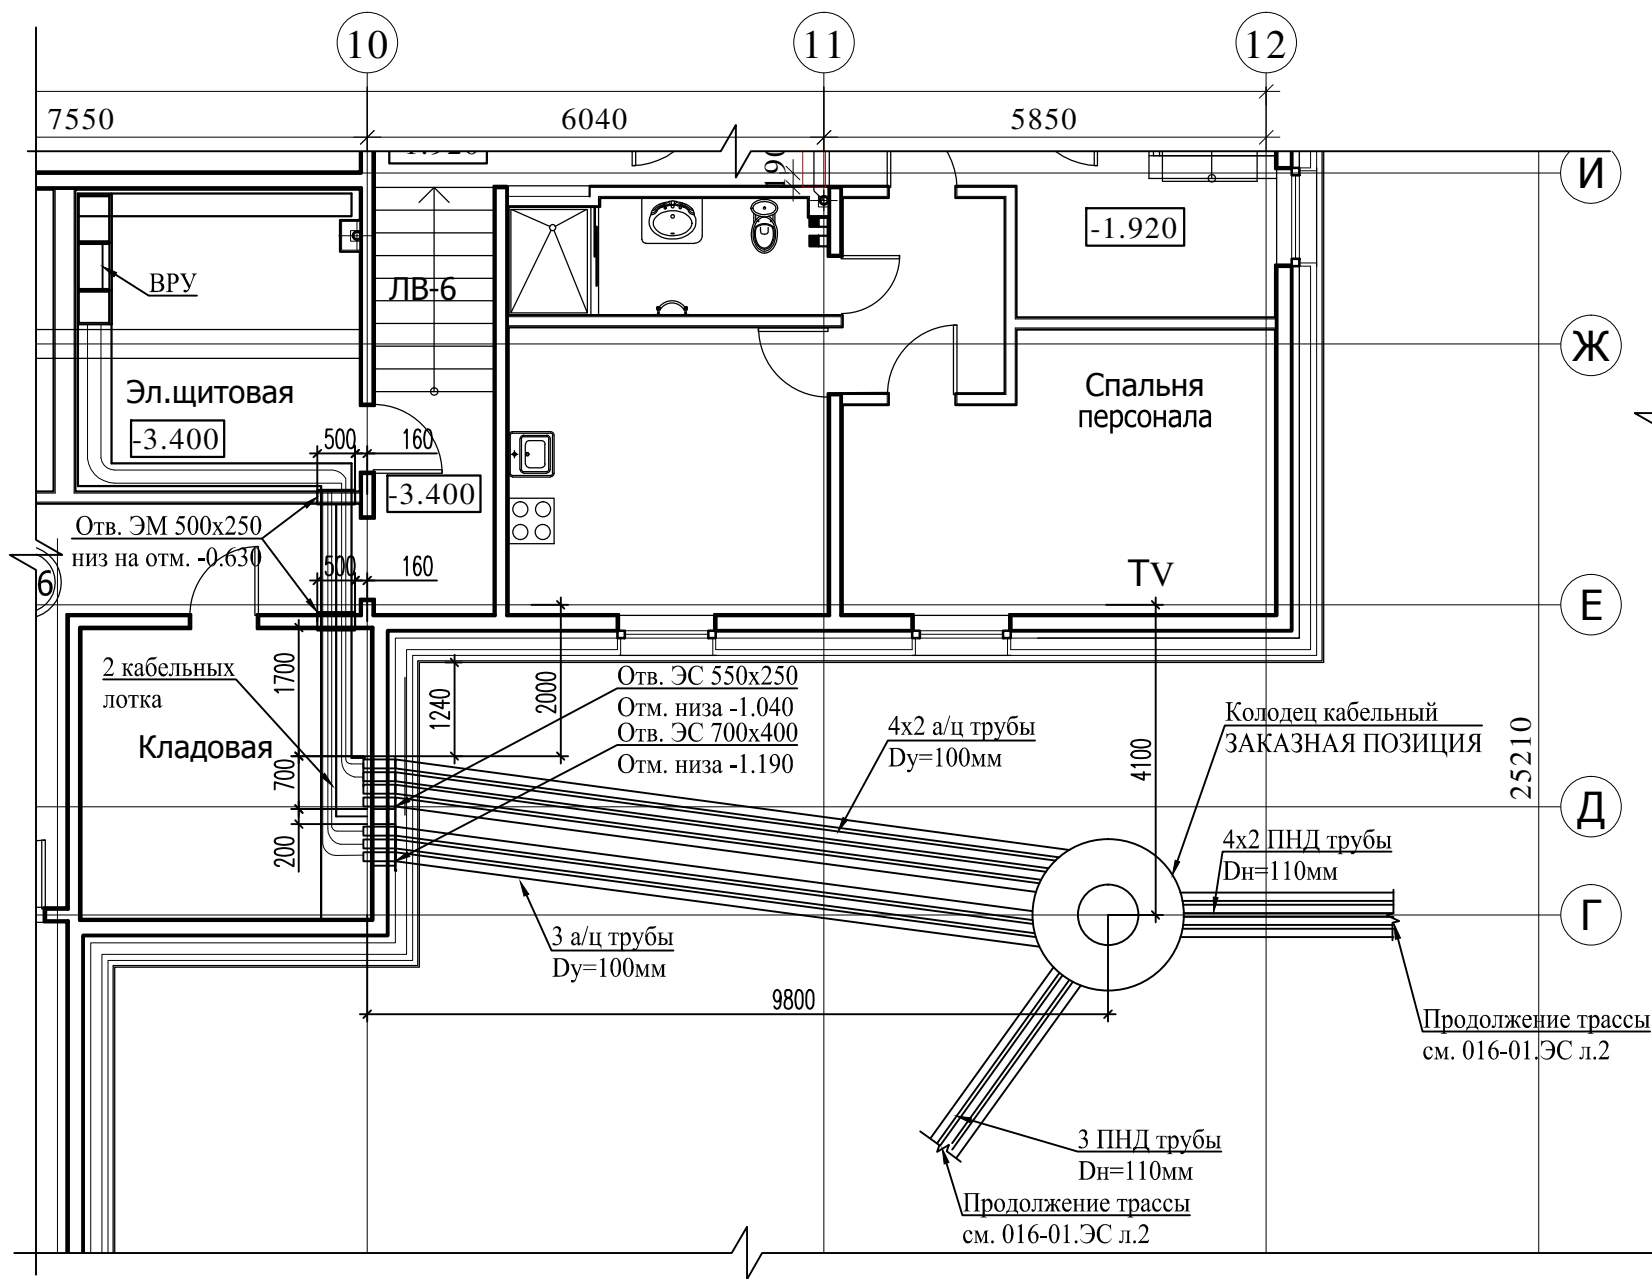 10
11
12
7550
6040
5850
190
И
-1.920
ВРУ
ЛВ-6
Ж
Эл.щитовая
-3.400
500
160
Спальня
персонала
-3.400
Отв. ЭМ 500х250
низ на отм. -0.630
500
160
6
TV
Е
2 кабельных
лотка
1700
1240
2000
Отв. ЭС 550х250
Отм. низа -1.040
Отв. ЭС 700х400
Отм. низа -1.190
Кладовая
700
200
4х2 а/ц трубы
Dу=100мм
4100
Колодец кабельный
ЗАКАЗНАЯ ПОЗИЦИЯ
25210
Д
4х2 ПНД трубы
Dн=110мм
Г
3 а/ц трубы
Dу=100мм
9800
Продолжение трассы
см. 016-01.ЭС л.2
3 ПНД трубы
Dн=110мм
Продолжение трассы
см. 016-01.ЭС л.2